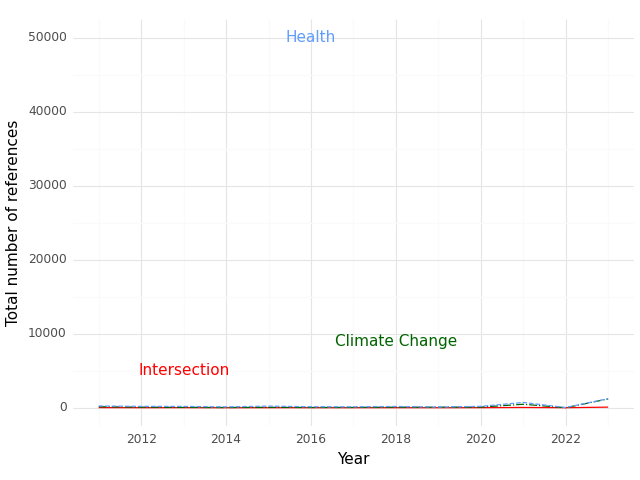 50000
Health
40000
30000
20000
10000
Climate Change
Intersection
0
2012 2014 2016 2018 2020 2022
Year
Total number of references